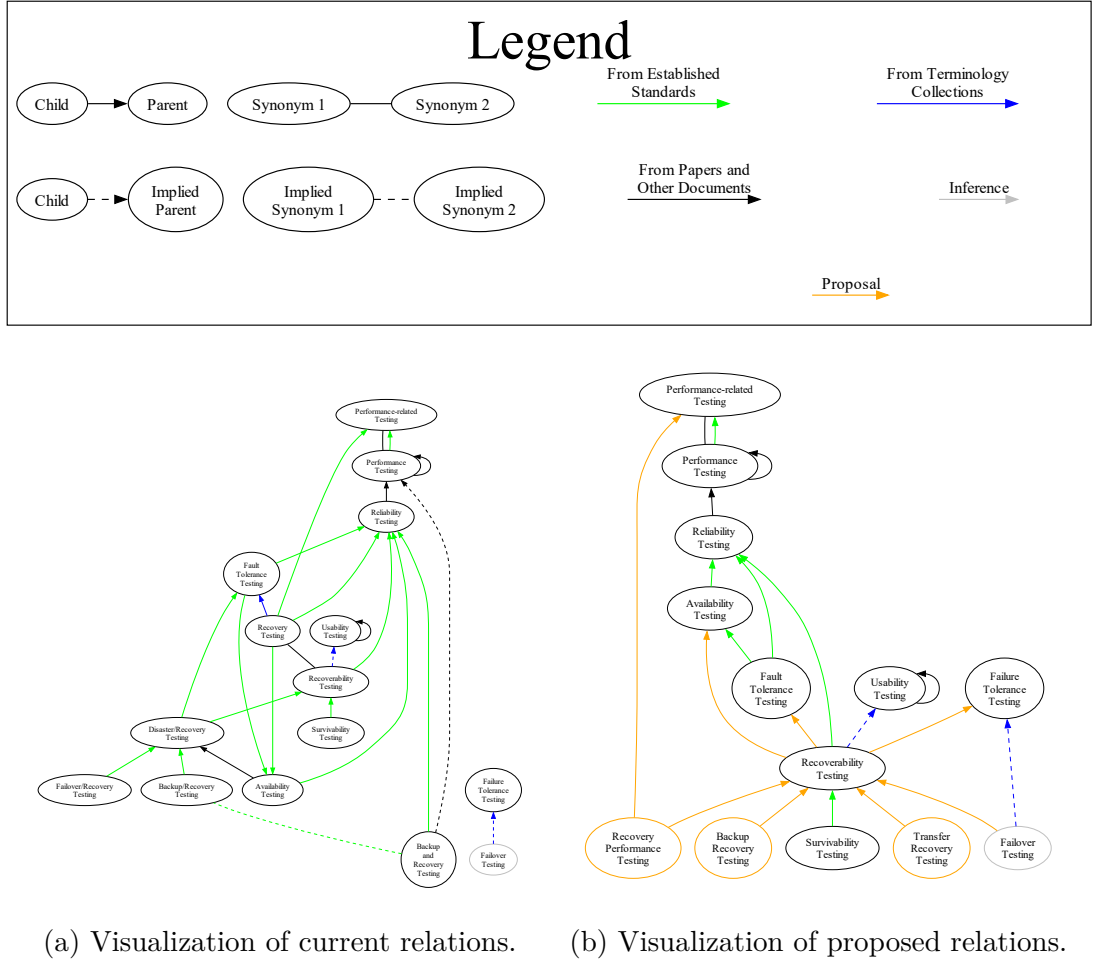 Legend
Child
Parent
Synonym 1
Synonym 2
From Established
Standards
From Terminology
Collections
Child
Implied
Parent
Implied
Synonym 1
Implied
Synonym 2
From Papers and
Other Documents
Inference
Proposal
Performance-related
Testing
Performance
Testing
Reliability
Testing
Fault
Tolerance
Testing
Recovery
Testing
Usability
Testing
Recoverability
Testing
Disaster/Recovery
Testing
Survivability
Testing
Failover/Recovery
Testing
Backup/Recovery
Testing
Availability
Testing
Failure
Tolerance
Testing
Backup
and
Recovery
Testing
Failover
Testing
(a) Visualization of current relations.
Performance-related
Testing
Performance
Testing
Reliability
Testing
Availability
Testing
Fault
Tolerance
Testing
Usability
Testing
Failure
Tolerance
Testing
Recoverability
Testing
Recovery
Performance
Testing
Backup
Recovery
Testing
Survivability
Testing
Transfer
Recovery
Testing
Failover
Testing
(b) Visualization of proposed relations.